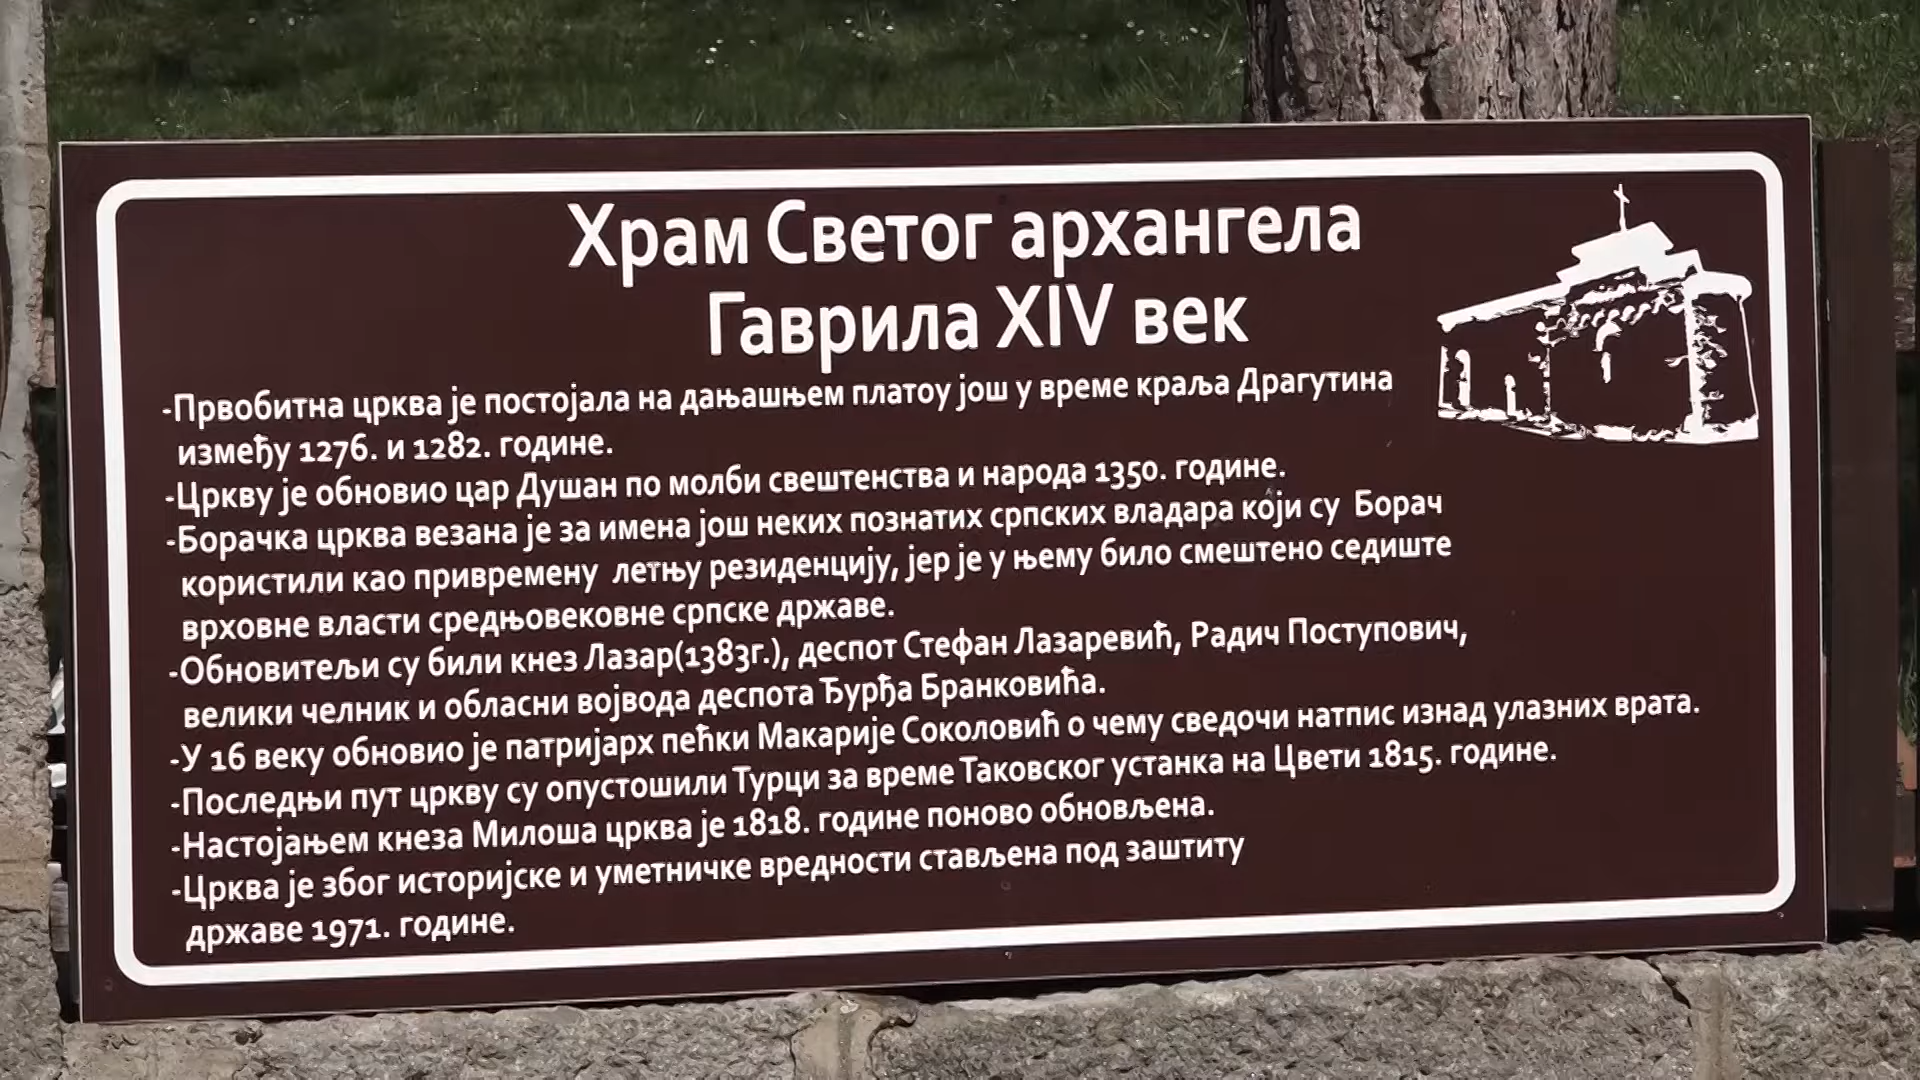 Храм Светог архангела
Гаврила XIV век
-Првобитна црква је постојала на дањашњем платоу још у време краља Драгутина
између 1276. и 1282. године.
-Цркву је обновио цар Душан по молби свештенства и народа 1350. године.
-Борачка црква везана је за имена још неких познатих српских владара који су Борач
користили као привремену летњу резиденцију, јер је у њему било смештено седиште
врховне власти средњовековне српске државе.
-Обновитељи су били кнез Лазар(1383г.), деспот Стефан Лазаревић, Радич Поступович,
велики челник и обласни војвода деспота Ђурђа Бранковића.
-У 16 веку обновио је патријарх пећки Макарије Соколовић о чему сведочи натпис изнад улазних врата.
-Последњи пут цркву су опустошили Турци за време Таковског устанка на Цвети 1815. године.
-Настојањем кнеза Милоша црква је 1818. године поново обновљена.
-Црква је због историјске и уметничке вредности стављена под заштиту
државе 1971. године.